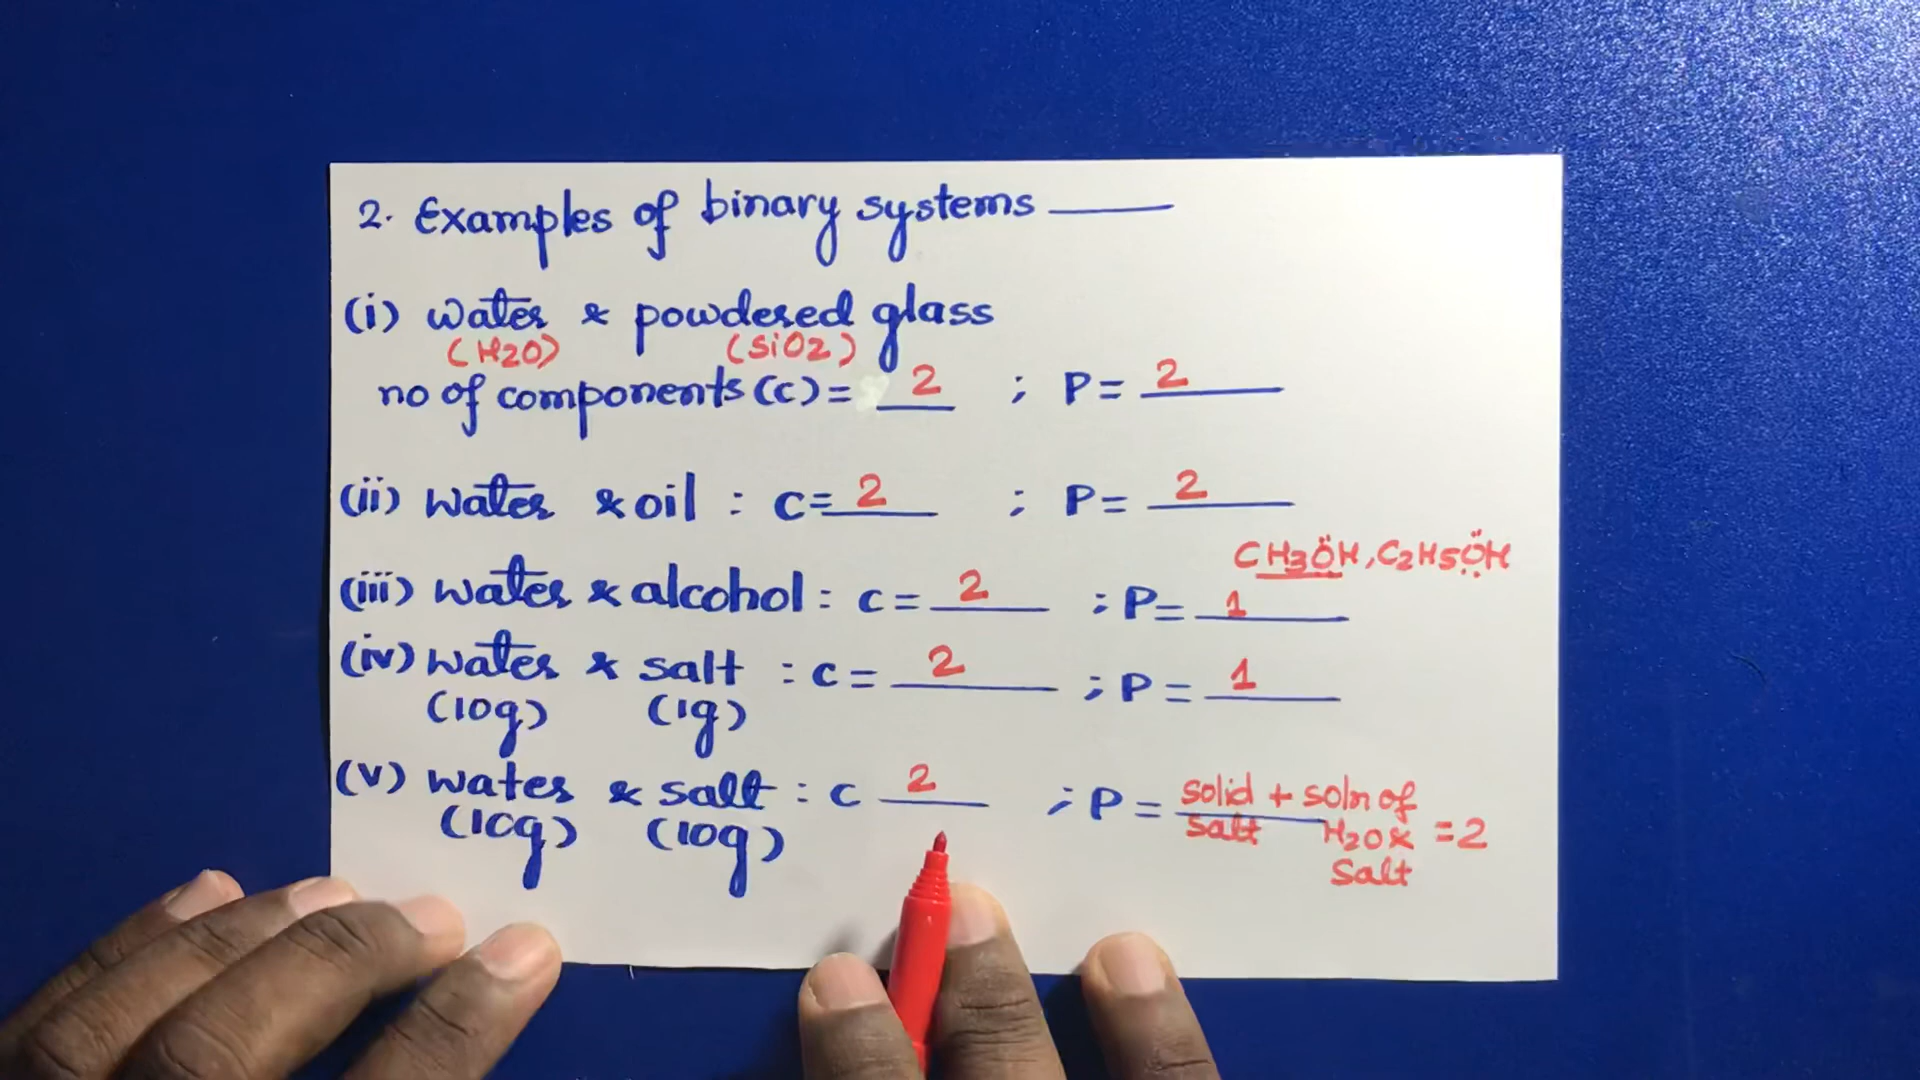 2. Examples of binary systems
(i) water & powdered glass
(H2O) (SiO2)
no of components (c) = 2 ; P = 2
(ii) water & oil : c = 2 ; P = 2
CH3ÖH, C2H5ÖH
(iii) water & alcohol : c = 2 ; P = 1
(iv) water & salt : c = 2 ; P = 1
(10g) (1g)
(v) water & salt : c 2 ; P = solid + soln of
(10g) (10g) salt H2O & = 2
salt